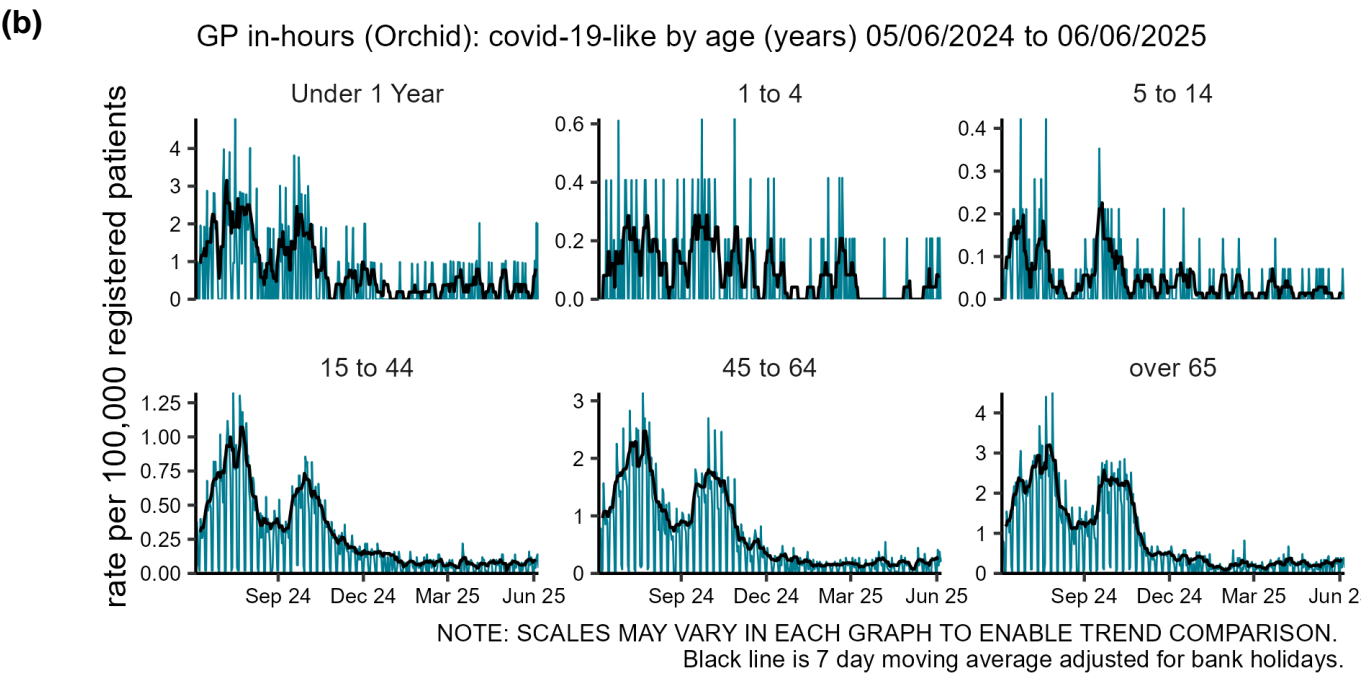 (b)
GP in-hours (Orchid): covid-19-like by age (years) 05/06/2024 to 06/06/2025
rate per 100,000 registered patients
Under 1 Year
1 to 4
5 to 14
4
3
2
1
0
0.6
0.4
0.2
0.0
0.4
0.3
0.2
0.1
0.0
15 to 44
45 to 64
over 65
1.25
1.00
0.75
0.50
0.25
0.00
3
2
1
0
4
3
2
1
0
Sep 24 Dec 24 Mar 25 Jun 25
Sep 24 Dec 24 Mar 25 Jun 25
Sep 24 Dec 24 Mar 25 Jun 2
NOTE: SCALES MAY VARY IN EACH GRAPH TO ENABLE TREND COMPARISON.
Black line is 7 day moving average adjusted for bank holidays.